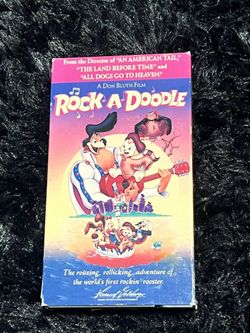 From the Director of "AN AMERICAN TAIL,"
"THE LAND BEFORE TIME" and
"ALL DOGS GO TO HEAVEN"
A DON BLUTH FILM
ROCK·A·DOODLE
The rousing, rollicking adventure of
the world's first rockin' rooster.